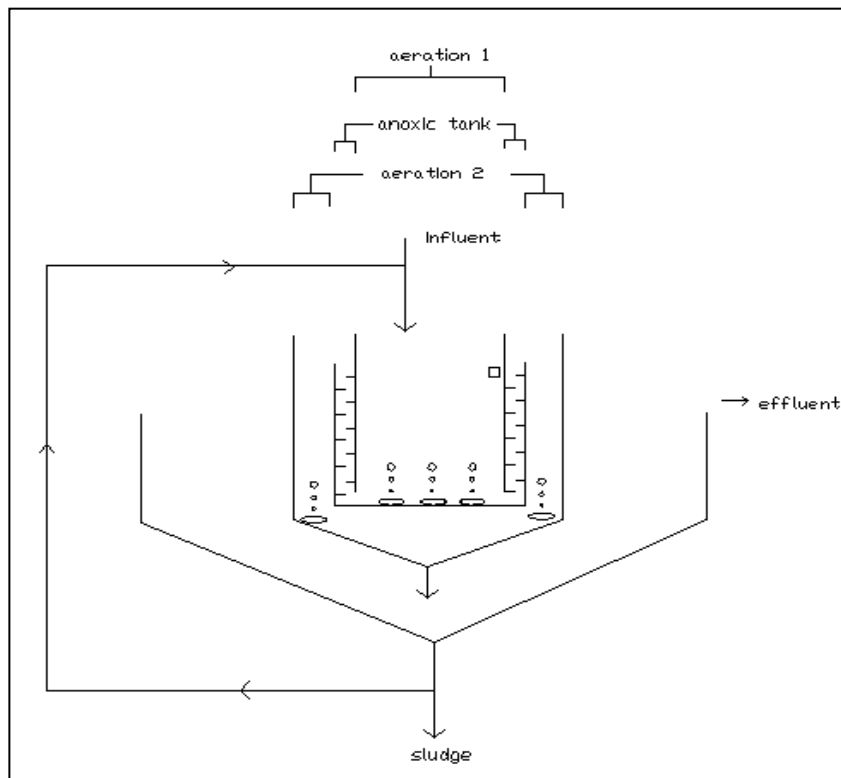 aeration 1
anoxic tank
aeration 2
influent
effluent
sludge